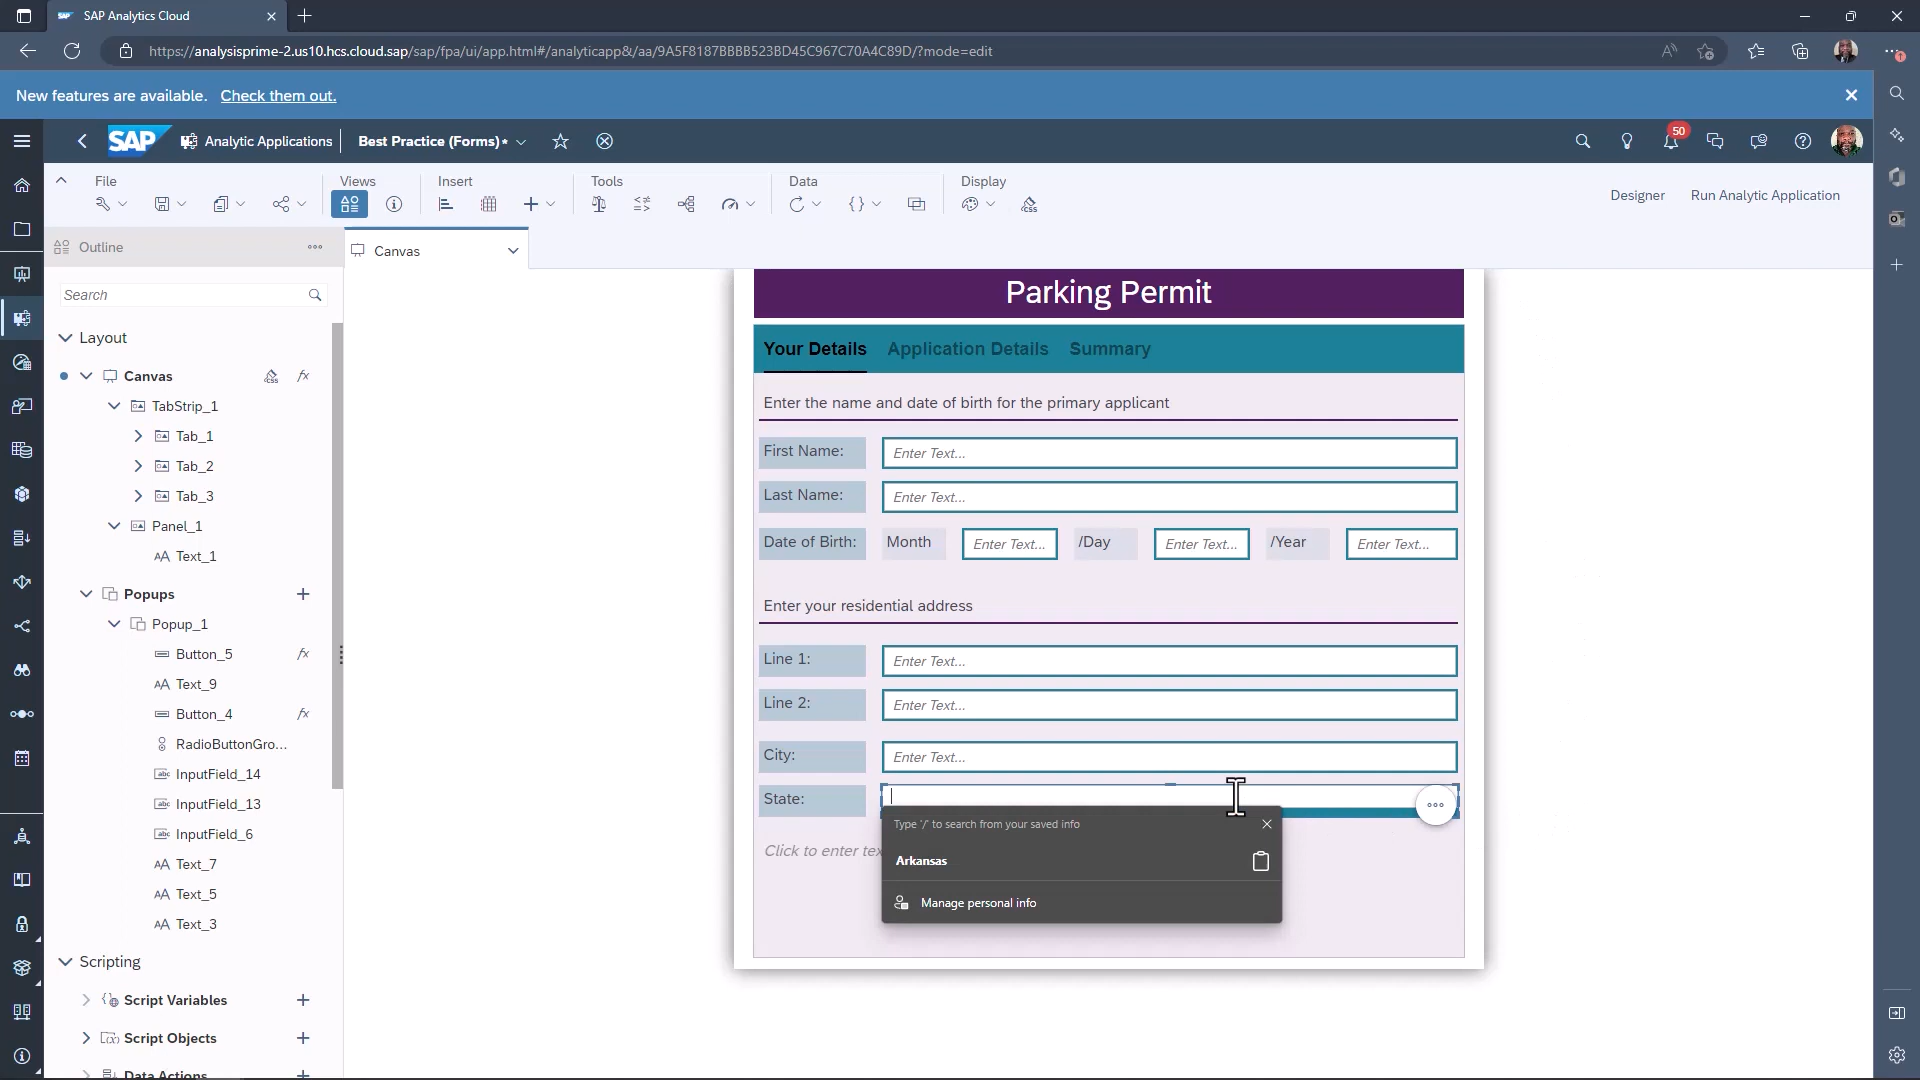 SAP Analytics Cloud
https://analysisprime-2.us10.hcs.cloud.sap/sap/fpa/ui/app.html#/analyticapp&/aa/9A5F8187BBBB523BD45C967C70A4C89D/?mode=edit
New features are available. Check them out.
SAP Analytic Applications Best Practice (Forms)* 50
File Views Insert Tools Data Display
Designer Run Analytic Application
Outline
Canvas
Search
Layout
Canvas
TabStrip_1
Tab_1
Tab_2
Tab_3
Panel_1
Text_1
Popups
Popup_1
Button_5
Text_9
Button_4
RadioButtonGro...
InputField_14
InputField_13
InputField_6
Text_7
Text_5
Text_3
Scripting
Script Variables
Script Objects
Data Actions
Parking Permit
Your Details Application Details Summary
Enter the name and date of birth for the primary applicant
First Name: Enter Text...
Last Name: Enter Text...
Date of Birth: Month Enter Text... /Day Enter Text... /Year Enter Text...
Enter your residential address
Line 1: Enter Text...
Line 2: Enter Text...
City: Enter Text...
State:
Type '/' to search from your saved info
Click to enter tex
Arkansas
Manage personal info